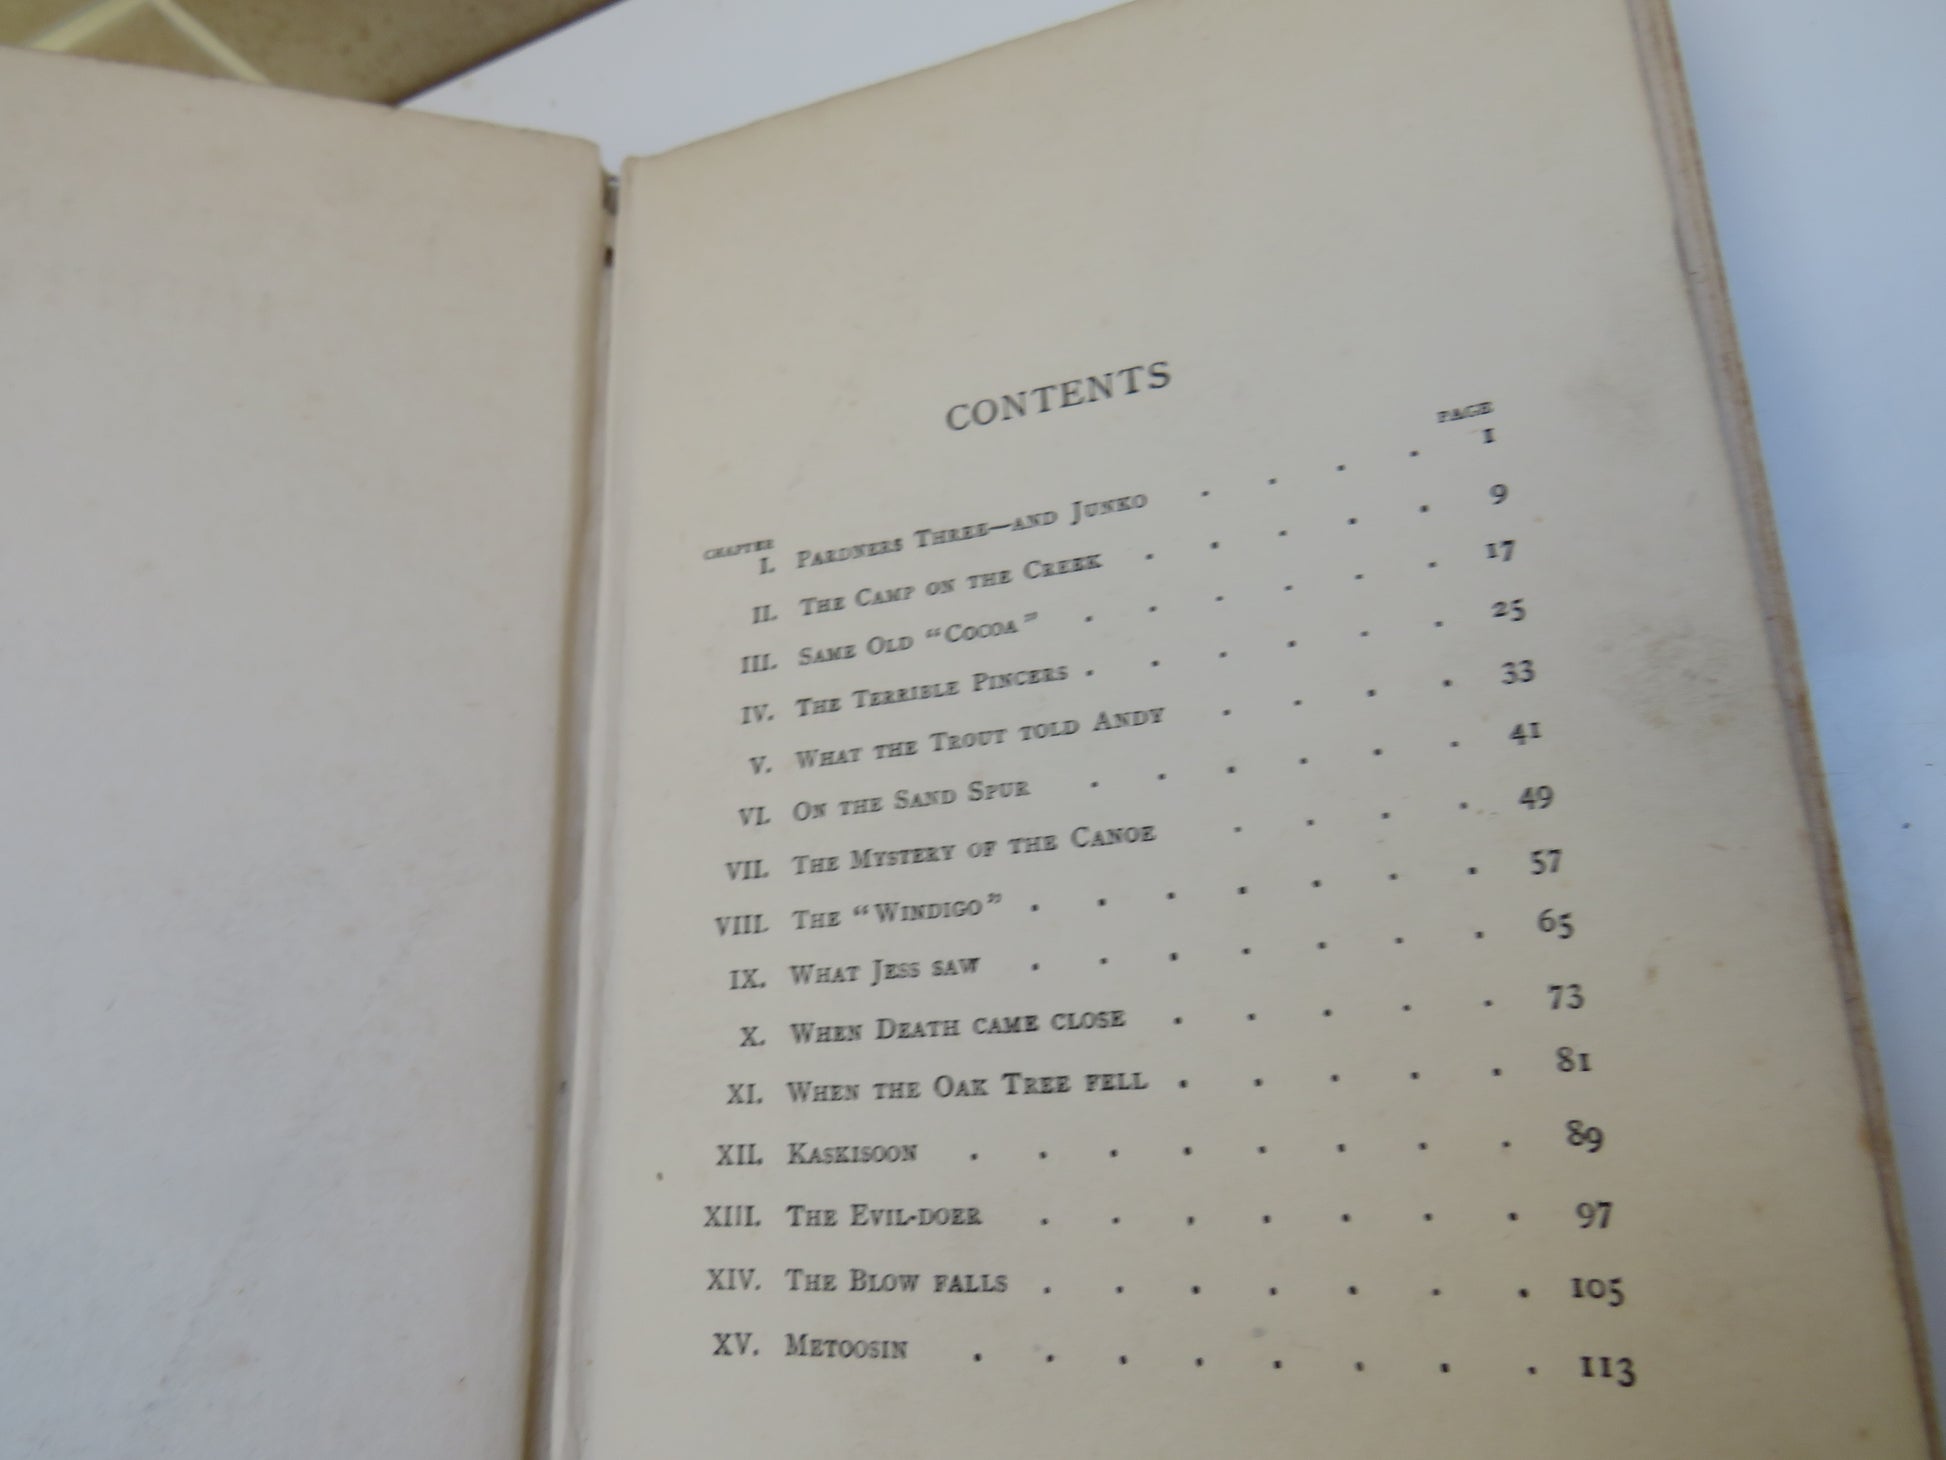 CONTENTS
CHAPTER PAGE
I. PARDNERS THREE—AND JUNKO . . . . 1
II. THE CAMP ON THE CREEK . . . . . 9
III. SAME OLD “COCOA” . . . . . . 17
IV. THE TERRIBLE PINCERS . . . . . . 25
V. WHAT THE TROUT TOLD ANDY . . . . 33
VI. ON THE SAND SPUR . . . . . . 41
VII. THE MYSTERY OF THE CANOE . . . . 49
VIII. THE “WINDIGO” . . . . . . . 57
IX. WHAT JESS SAW . . . . . . . 65
X. WHEN DEATH CAME CLOSE . . . . . 73
XI. WHEN THE OAK TREE FELL . . . . . 81
XII. KASKISOON . . . . . . . . 89
XIII. THE EVIL-DOER . . . . . . . 97
XIV. THE BLOW FALLS . . . . . . . 105
XV. METOOSIN . . . . . . . . 113